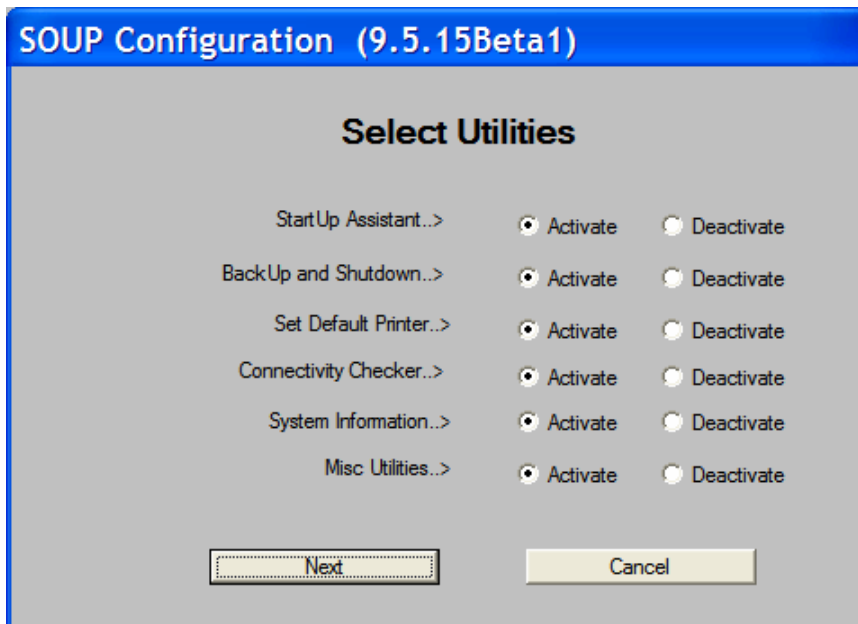 SOUP Configuration (9.5.15Beta1)
Select Utilities
StartUp Assistant..> Activate Deactivate
BackUp and Shutdown..> Activate Deactivate
Set Default Printer..> Activate Deactivate
Connectivity Checker..> Activate Deactivate
System Information..> Activate Deactivate
Misc Utilities..> Activate Deactivate
Next Cancel